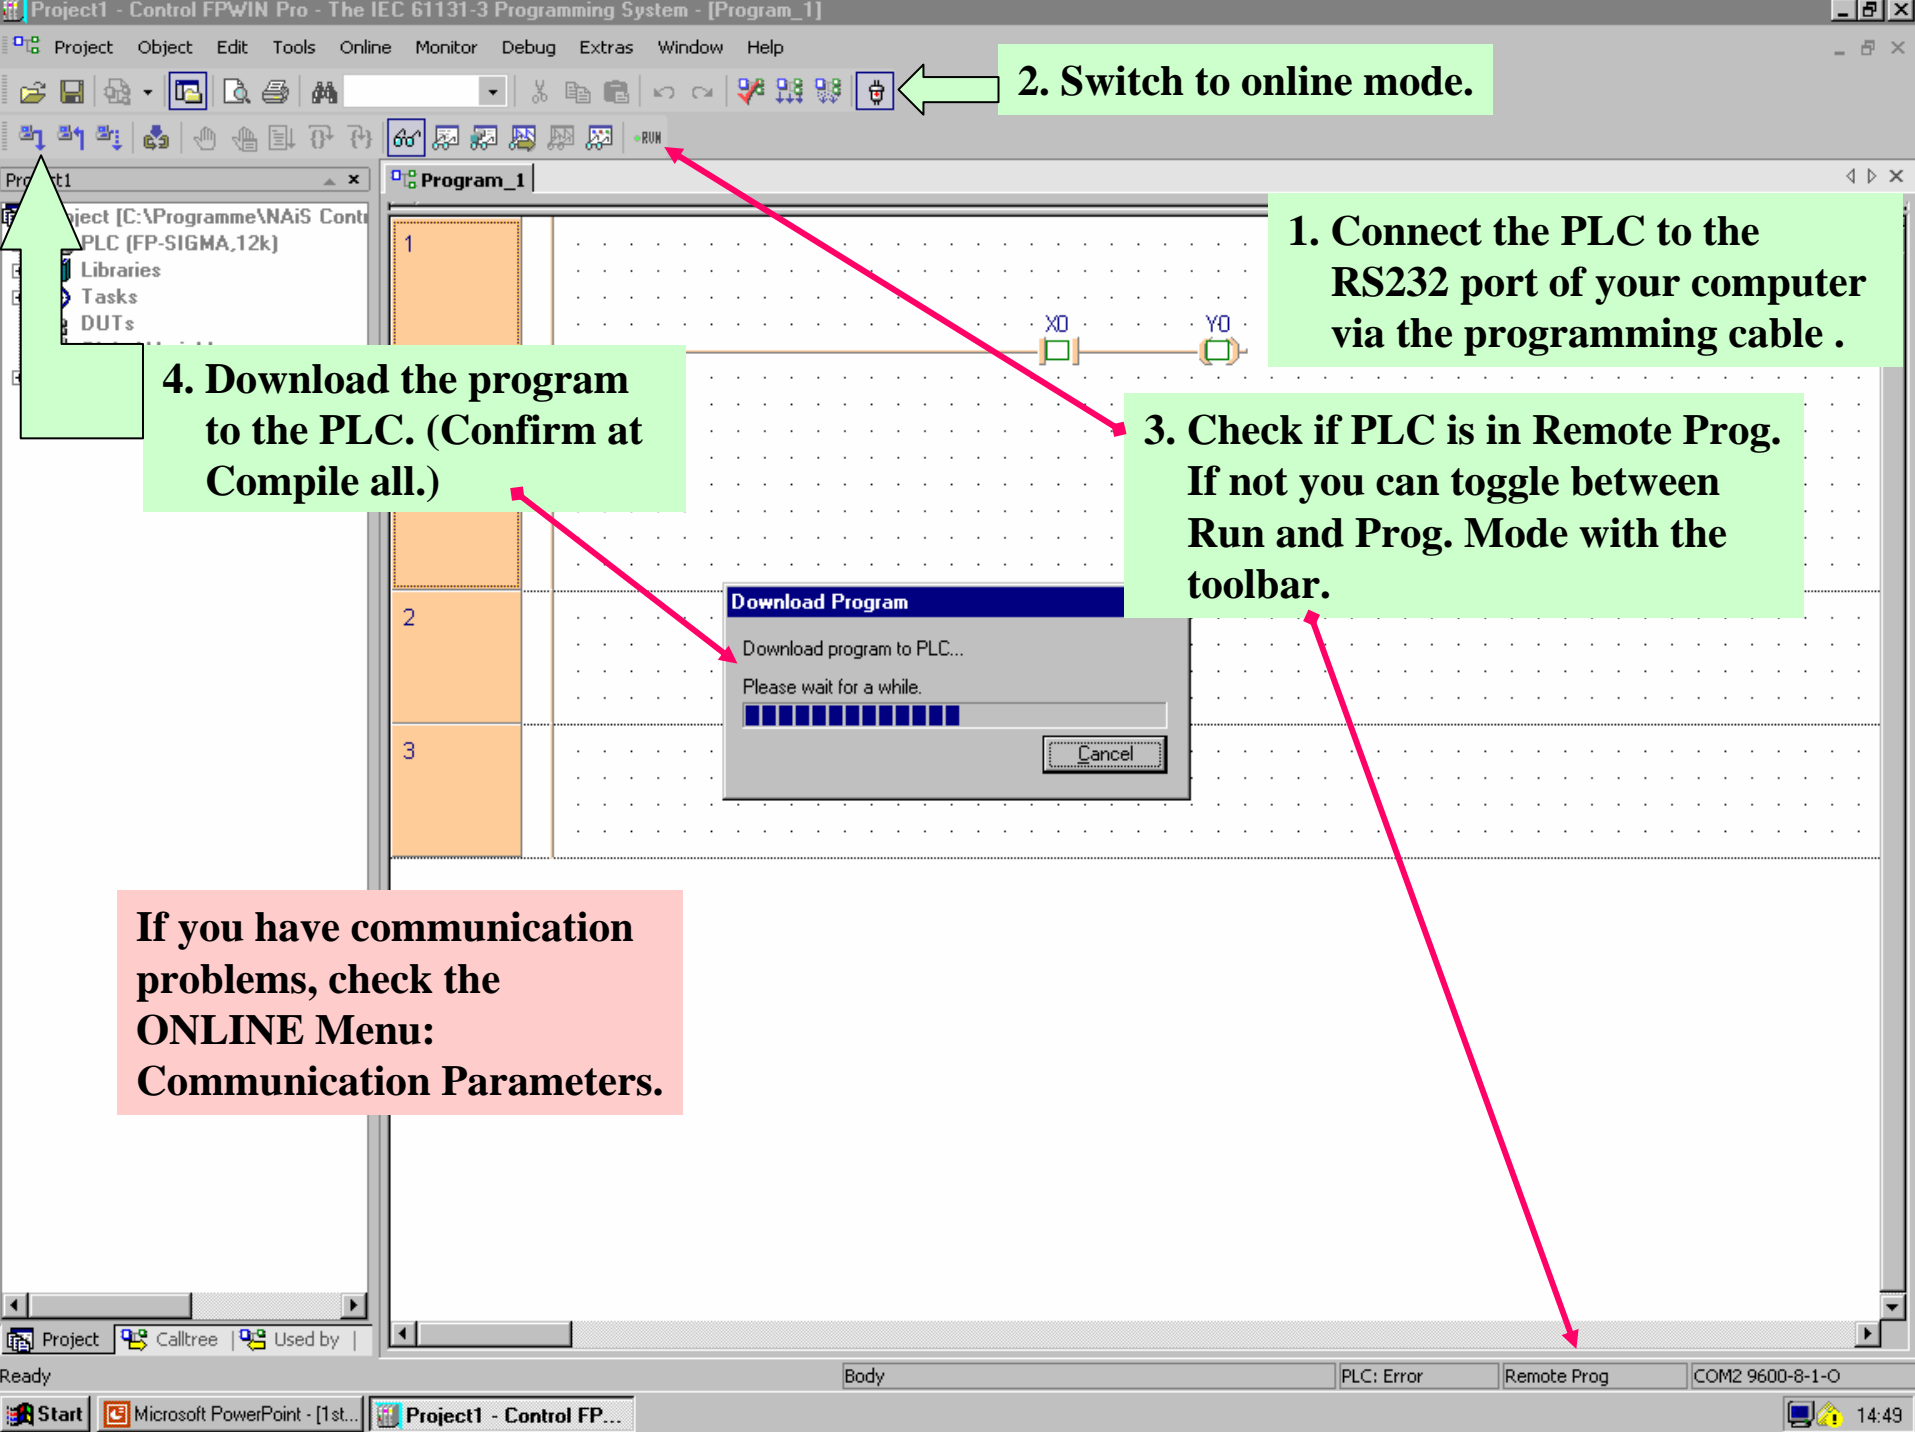 Project1 - Control FPWIN Pro - The IEC 61131-3 Programming System - [Program_1]
Project Object Edit Tools Online Monitor Debug Extras Window Help
2. Switch to online mode.
RUN
Program_1
Project [C:\Programme\NAiS Contr
PLC (FP-SIGMA,12k)
Libraries
Tasks
DUTs
1
X0
Y0
1. Connect the PLC to the
RS232 port of your computer
via the programming cable .
4. Download the program
to the PLC. (Confirm at
Compile all.)
3. Check if PLC is in Remote Prog.
If not you can toggle between
Run and Prog. Mode with the
toolbar.
2
Download Program
Download program to PLC...
Please wait for a while.
Cancel
3
If you have communication
problems, check the
ONLINE Menu:
Communication Parameters.
Project Calltree Used by
Ready Body PLC: Error Remote Prog COM2 9600-8-1-O
Start Microsoft PowerPoint - [1st... Project1 - Control FP... 14:49